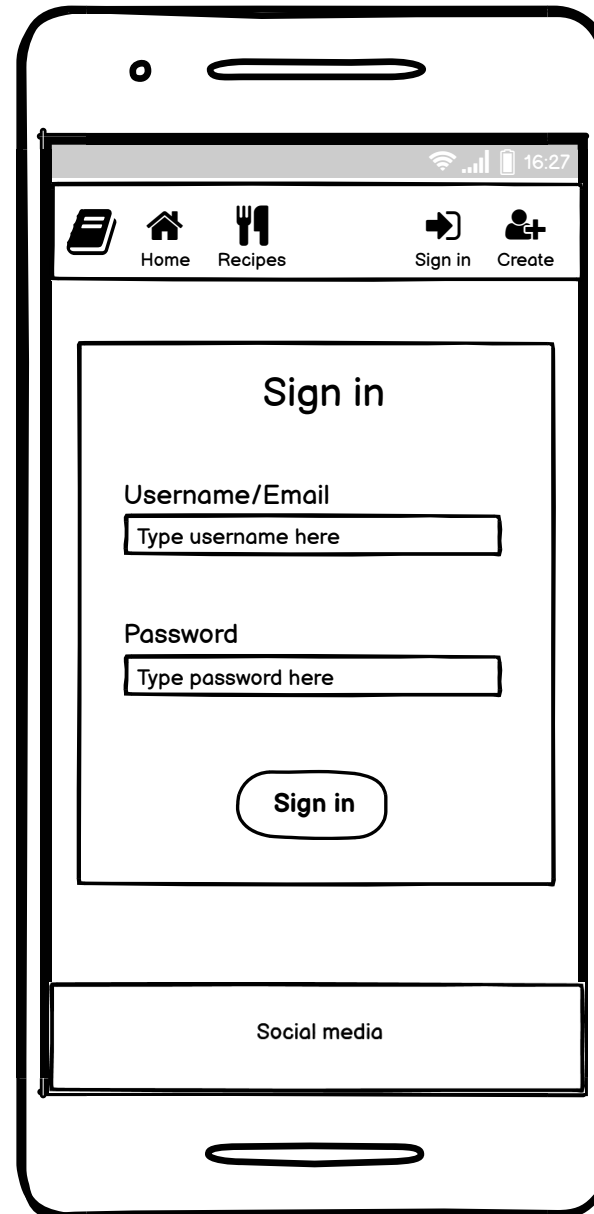 16:27
Home Recipes Sign in Create
Sign in
Username/Email
Type username here
Password
Type password here
Sign in
Social media